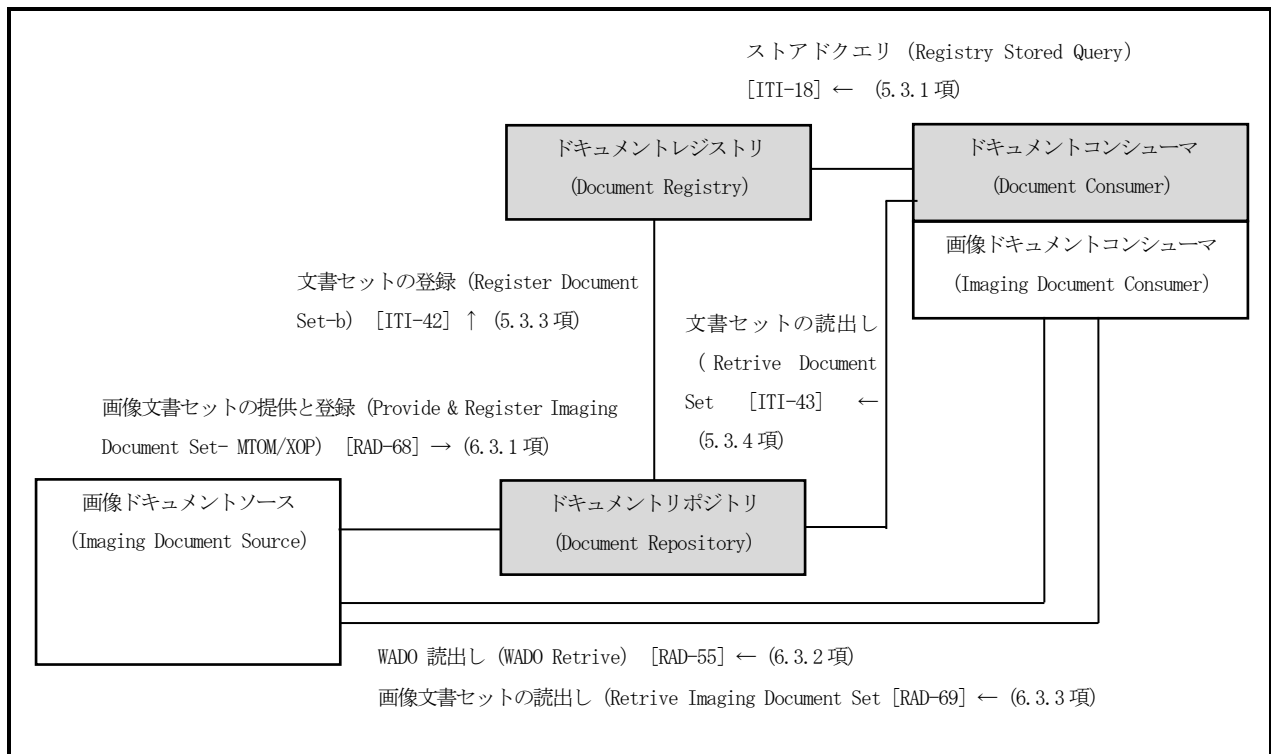 ストアドクエリ (Registry Stored Query)
[ITI-18] ← (5.3.1項)
ドキュメントレジストリ
(Document Registry)
ドキュメントコンシューマ
(Document Consumer)
画像ドキュメントコンシューマ
(Imaging Document Consumer)
文書セットの登録 (Register Document
Set-b) [ITI-42] ↑ (5.3.3項)
文書セットの読出し
( Retrive Document
Set [ITI-43] ←
(5.3.4項)
画像文書セットの提供と登録 (Provide & Register Imaging
Document Set- MTOM/XOP) [RAD-68] → (6.3.1項)
画像ドキュメントソース
(Imaging Document Source)
ドキュメントリポジトリ
(Document Repository)
WADO 読出し (WADO Retrive) [RAD-55] ← (6.3.2項)
画像文書セットの読出し (Retrive Imaging Document Set [RAD-69] ← (6.3.3項)